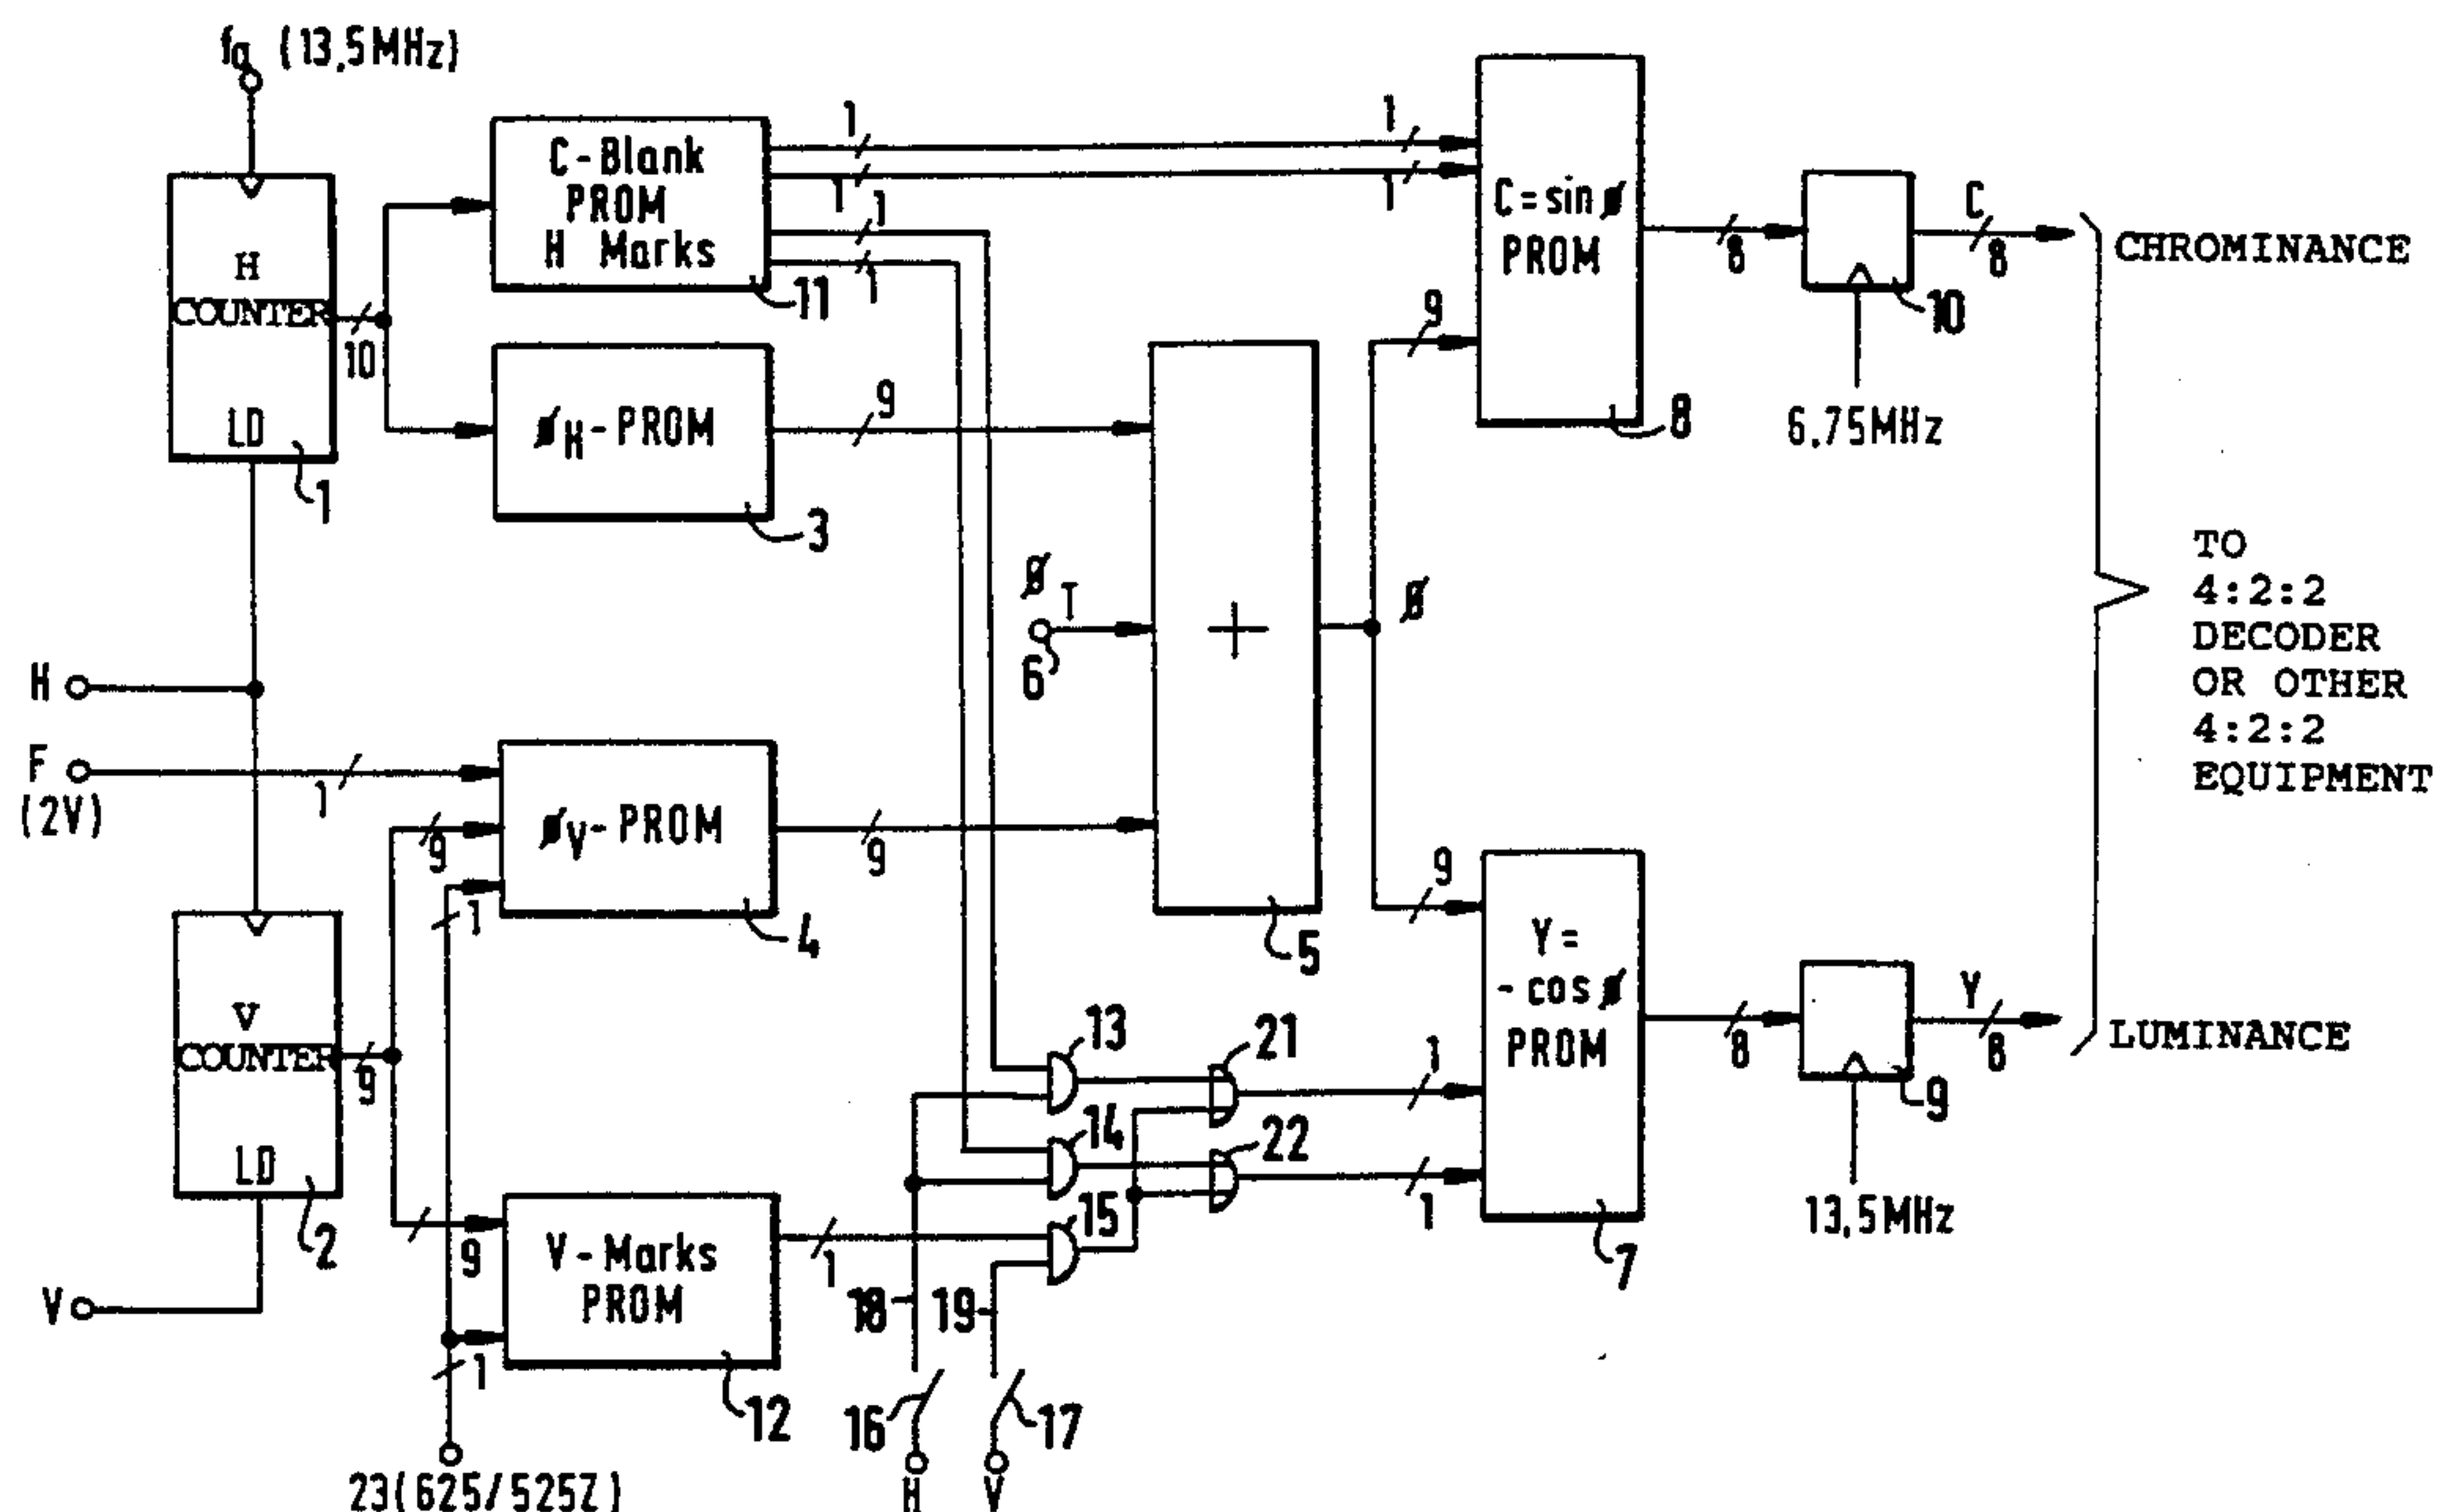 fq (13,5MHz)
H
COUNTER
LD
1
10
C-Blank
PROM
H Marks
11
1
1
1
1
1
1
ØH-PROM
3
9
C=sinØ
PROM
8
9
8
10
C
8
6.75MHz
CHROMINANCE
H
F
(2V)
1
ØT
6
+
5
Ø
TO
4:2:2
DECODER
OR OTHER
4:2:2
EQUIPMENT
ØV-PROM
4
9
9
1
V
COUNTER
LD
2
9
V
V-Marks
PROM
12
9
1
1
23(625/525Z)
13
14
15
21
22
18
19
16
17
H
V
9
1
1
Y=
-cosØ
PROM
7
8
9
Y
8
13,5MHz
LUMINANCE